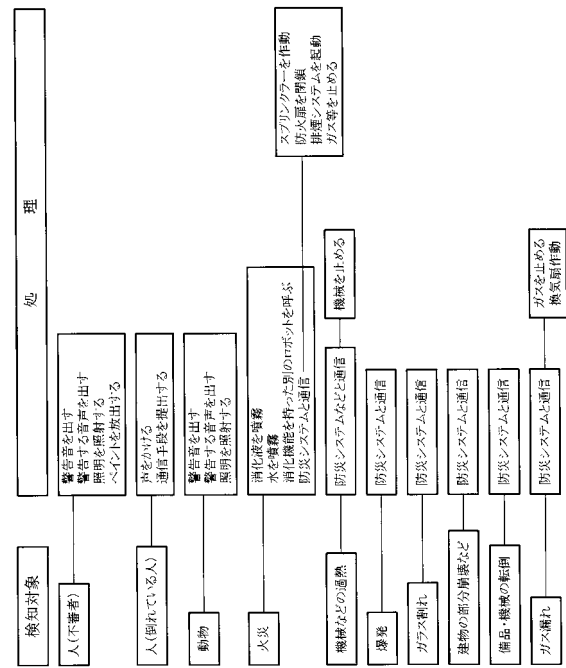 検知対象
処理
人(不審者)
警告音を出す
警告する音声を出す
照明を照射する
ペイントを放出する
人(倒れている人)
声をかける
通信手段を提出する
動物
警告音を出す
警告する音声を出す
照明を照射する
火災
消化液を噴霧
水を噴霧
消化機能を持った別のロボットを呼ぶ
防災システムと通信
スプリンクラーを作動
防火扉を閉鎖
排煙システムを起動
ガス等を止める
機械などの過熱
防災システムなどと通信
機械を止める
爆発
防災システムと通信
ガラス割れ
防災システムと通信
建物の部分崩壊など
防災システムと通信
備品・機械の転倒
防災システムと通信
ガス漏れ
防災システムと通信
ガスを止める
換気扇作動